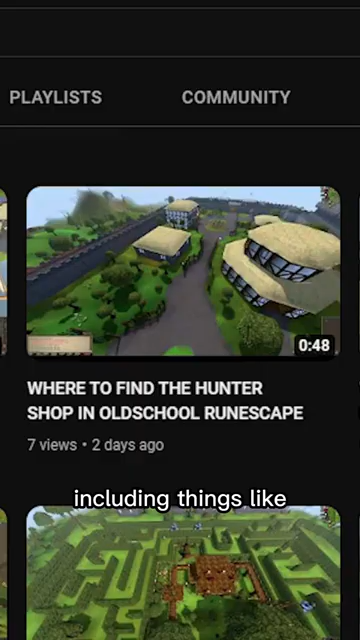 PLAYLISTS COMMUNITY
0:48
WHERE TO FIND THE HUNTER
SHOP IN OLDSCHOOL RUNESCAPE
7 views • 2 days ago
including things like